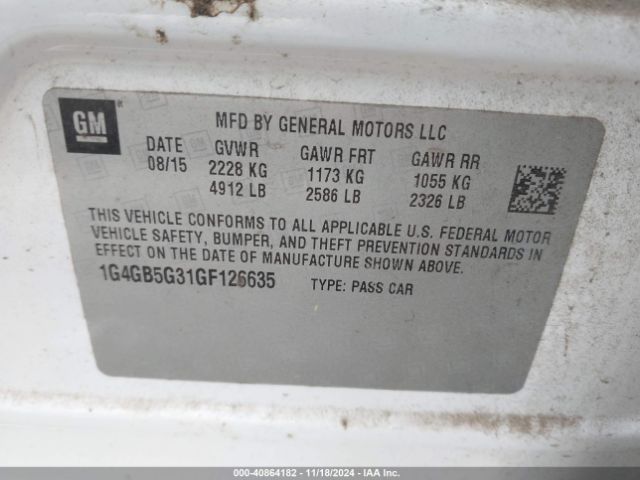 GM
MFD BY GENERAL MOTORS LLC
DATE GVWR GAWR FRT GAWR RR
08/15 2228 KG 1173 KG 1055 KG
4912 LB 2586 LB 2326 LB
THIS VEHICLE CONFORMS TO ALL APPLICABLE U.S. FEDERAL MOTOR
VEHICLE SAFETY, BUMPER, AND THEFT PREVENTION STANDARDS IN
EFFECT ON THE DATE OF MANUFACTURE SHOWN ABOVE.
1G4GB5G31GF126635 TYPE: PASS CAR
000-40864182 - 11/18/2024 - IAA Inc.